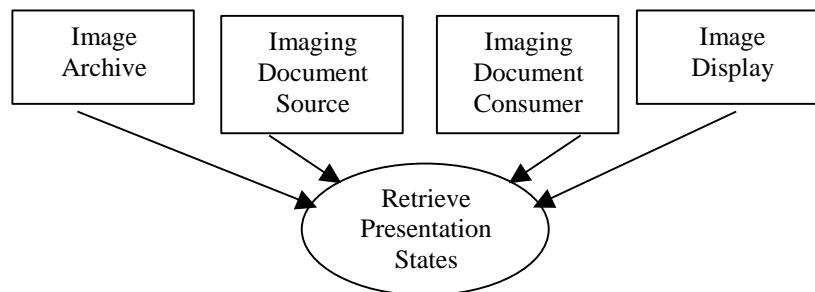 Image
Archive
Imaging
Document
Source
Imaging
Document
Consumer
Image
Display
Retrieve
Presentation
States